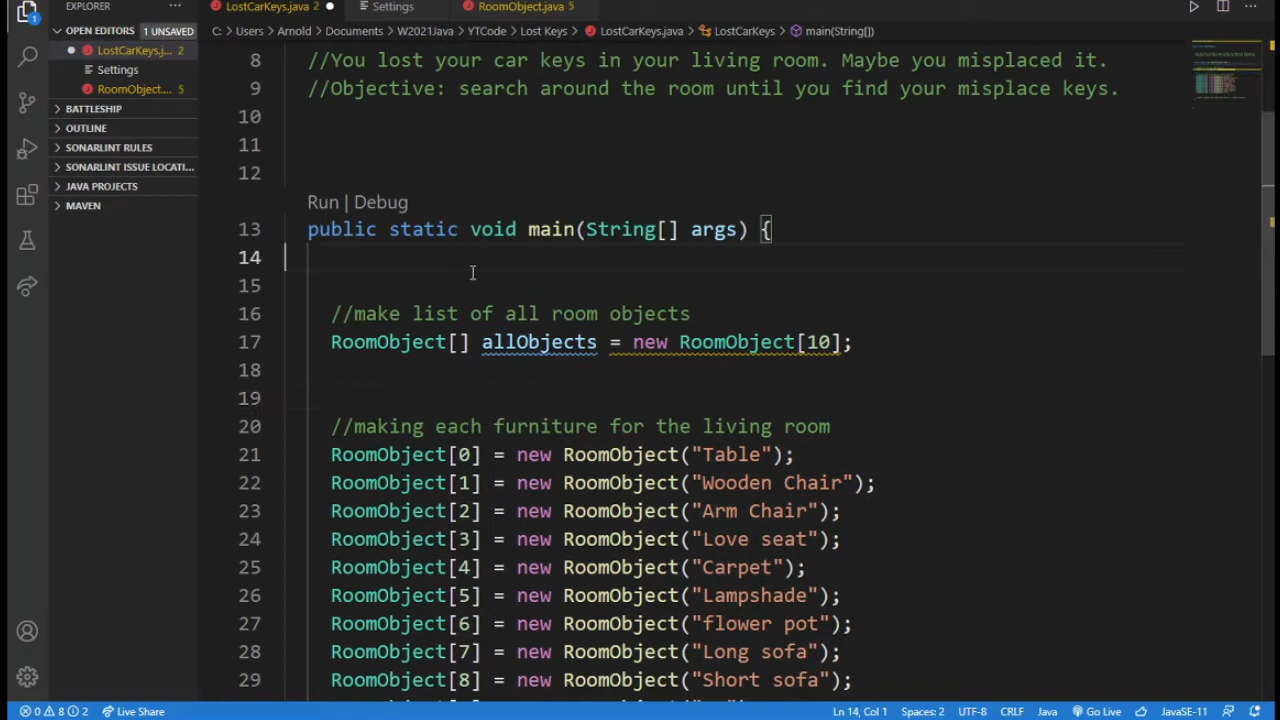 EXPLORER
LostCarKeys.java 2
Settings
RoomObject.java 5
OPEN EDITORS 1 UNSAVED
C: > Users > Arnold > Documents > W2021Java > YTCode > Lost Keys > LostCarKeys.java > LostCarKeys > main(String[])
LostCarKeys.j... 2
Settings
RoomObject.... 5
BATTLESHIP
OUTLINE
SONARLINT RULES
SONARLINT ISSUE LOCATI...
JAVA PROJECTS
MAVEN
1
8 //You lost your car keys in your living room. Maybe you misplaced it.
9 //Objective: search around the room until you find your misplace keys.
10
11
12
Run | Debug
13 public static void main(String[] args) {
14
15
16 //make list of all room objects
17 RoomObject[] allObjects = new RoomObject[10];
18
19
20 //making each furniture for the living room
21 RoomObject[0] = new RoomObject("Table");
22 RoomObject[1] = new RoomObject("Wooden Chair");
23 RoomObject[2] = new RoomObject("Arm Chair");
24 RoomObject[3] = new RoomObject("Love seat");
25 RoomObject[4] = new RoomObject("Carpet");
26 RoomObject[5] = new RoomObject("Lampshade");
27 RoomObject[6] = new RoomObject("flower pot");
28 RoomObject[7] = new RoomObject("Long sofa");
29 RoomObject[8] = new RoomObject("Short sofa");
0 8 2 Live Share Ln 14, Col 1 Spaces: 2 UTF-8 CRLF Java Go Live JavaSE-11